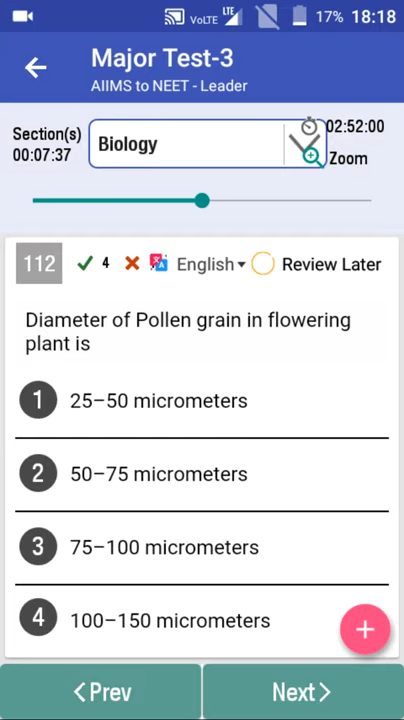 VoLTE LTE 17% 18:18
Major Test-3
AIIMS to NEET - Leader
Section(s)
00:07:37
Biology
02:52:00
Zoom
112 4 English Review Later
Diameter of Pollen grain in flowering
plant is
1 25–50 micrometers
2 50–75 micrometers
3 75–100 micrometers
4 100–150 micrometers
+
Prev
Next